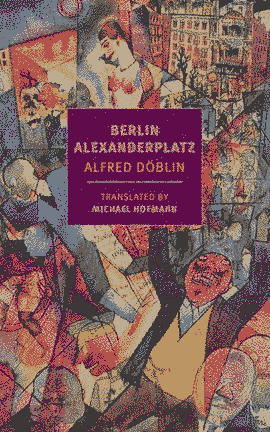 BERLIN
ALEXANDERPLATZ
ALFRED DÖBLIN
TRANSLATED BY
MICHAEL HOFMANN